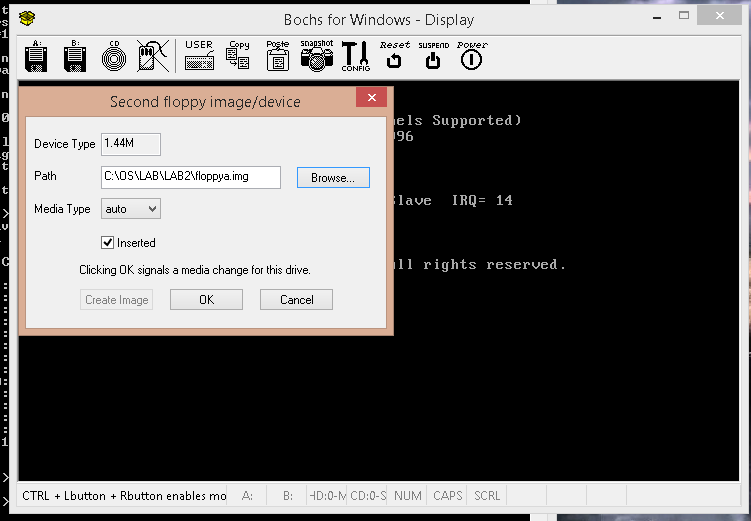 Bochs for Windows - Display
A:
B:
CD
USER
Copy
Paste
snapshot
CONFIG
Reset
SUSPEND
Power
Second floppy image/device
nels Supported)
96
Device Type 1.44M
Path C:\OS\LAB\LAB2\floppya.img Browse...
Slave IRQ= 14
Media Type auto
Inserted
all rights reserved.
Clicking OK signals a media change for this drive.
Create Image OK Cancel
CTRL + Lbutton + Rbutton enables mo A: B: HD:0-M CD:0-S NUM CAPS SCRL